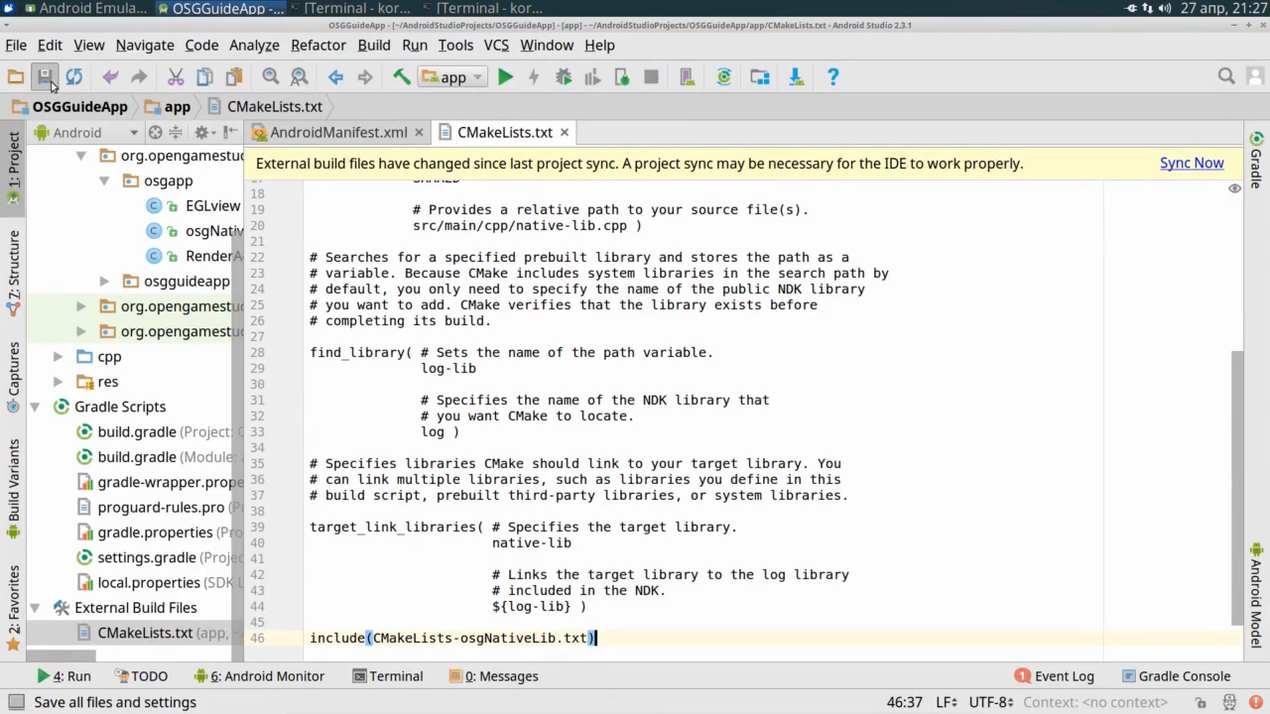 Android Emula...
OSGGuideApp -...
[Terminal - kor...
[Terminal - kor...
27 апр, 21:27
OSGGuideApp - [~/AndroidStudioProjects/OSGGuideApp] - [app] - ~/AndroidStudioProjects/OSGGuideApp/app/CMakeLists.txt - Android Studio 2.3.1
File Edit View Navigate Code Analyze Refactor Build Run Tools VCS Window Help
app
OSGGuideApp app CMakeLists.txt
Android
AndroidManifest.xml
CMakeLists.txt
External build files have changed since last project sync. A project sync may be necessary for the IDE to work properly.
Sync Now
1: Project
Z: Structure
Captures
Build Variants
2: Favorites
org.opengamestu
osgapp
EGLview
osgNativ
RenderA
osgguideapp
org.opengamestu
org.opengamestu
cpp
res
Gradle Scripts
build.gradle (Project:
build.gradle (Module:
gradle-wrapper.prope
proguard-rules.pro
gradle.properties
settings.gradle
local.properties (SDK
External Build Files
CMakeLists.txt (app,
18
19 # Provides a relative path to your source file(s).
20 src/main/cpp/native-lib.cpp )
21
22 # Searches for a specified prebuilt library and stores the path as a
23 # variable. Because CMake includes system libraries in the search path by
24 # default, you only need to specify the name of the public NDK library
25 # you want to add. CMake verifies that the library exists before
26 # completing its build.
27
28 find_library( # Sets the name of the path variable.
29 log-lib
30
31 # Specifies the name of the NDK library that
32 # you want CMake to locate.
33 log )
34
35 # Specifies libraries CMake should link to your target library. You
36 # can link multiple libraries, such as libraries you define in this
37 # build script, prebuilt third-party libraries, or system libraries.
38
39 target_link_libraries( # Specifies the target library.
40 native-lib
41
42 # Links the target library to the log library
43 # included in the NDK.
44 ${log-lib} )
45
46 include(CMakeLists-osgNativeLib.txt)
Gradle
Android Model
4: Run
TODO
6: Android Monitor
Terminal
0: Messages
1 Event Log
Gradle Console
Save all files and settings
46:37 LF UTF-8 Context: <no context>